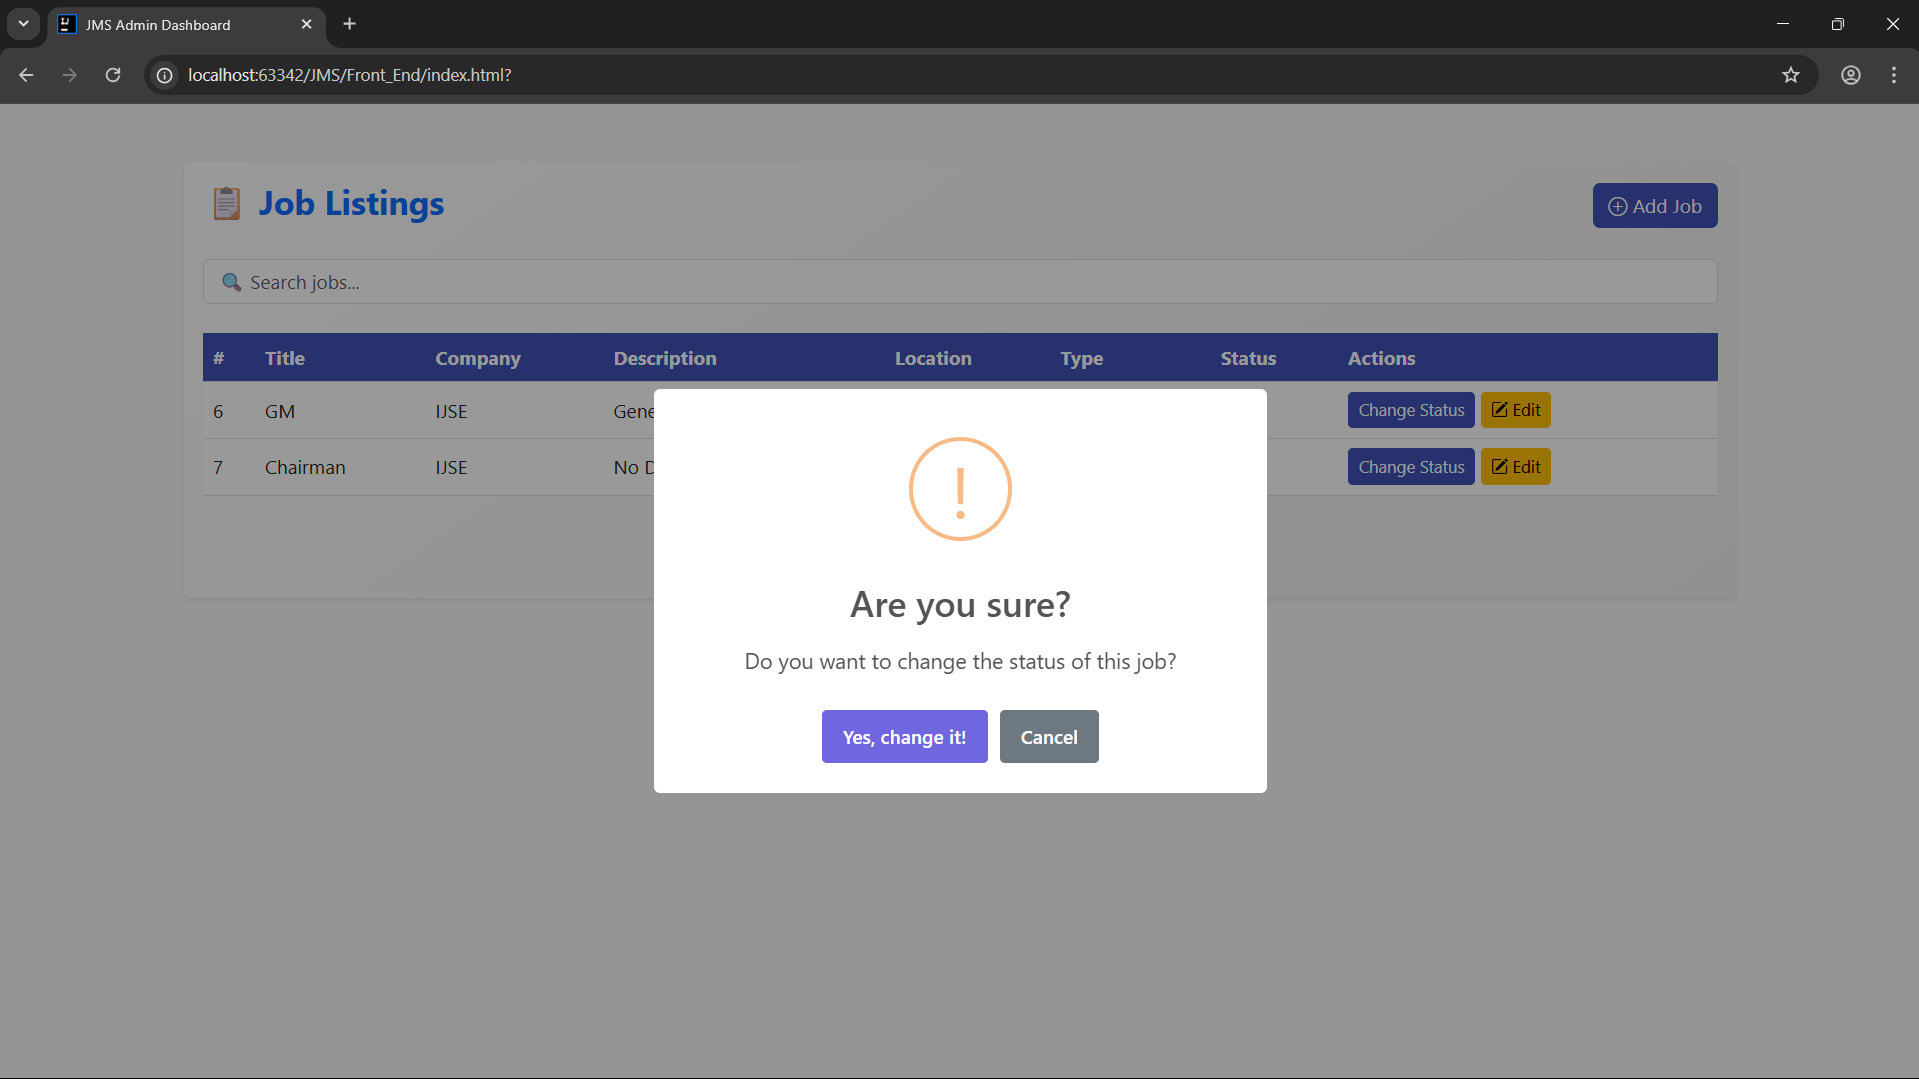 JMS Admin Dashboard
localhost:63342/JMS/Front_End/index.html?
Job Listings
Add Job
Search jobs...
# Title Company Description Location Type Status Actions
6 GM IJSE Gene Change Status Edit
7 Chairman IJSE No D Change Status Edit
Are you sure?
Do you want to change the status of this job?
Yes, change it! Cancel